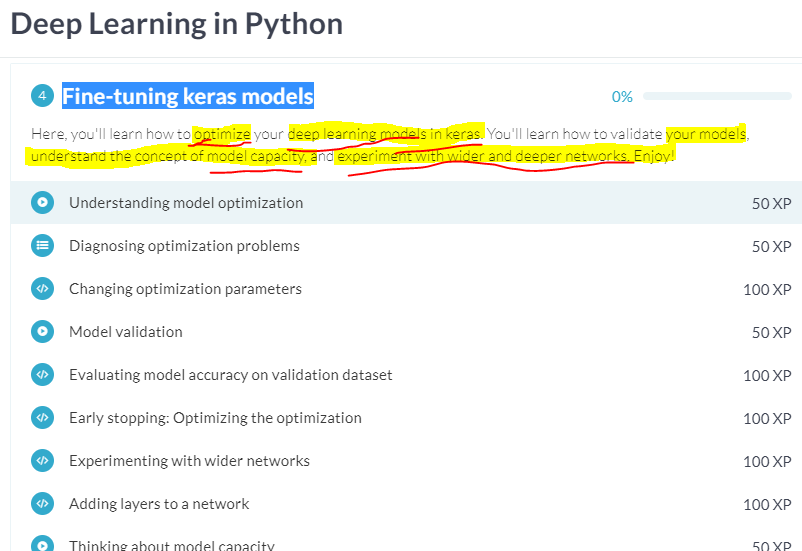 Deep Learning in Python
4 Fine-tuning keras models 0%
Here, you'll learn how to optimize your deep learning models in keras. You'll learn how to validate your models,
understand the concept of model capacity, and experiment with wider and deeper networks. Enjoy!
Understanding model optimization 50 XP
Diagnosing optimization problems 50 XP
Changing optimization parameters 100 XP
Model validation 50 XP
Evaluating model accuracy on validation dataset 100 XP
Early stopping: Optimizing the optimization 100 XP
Experimenting with wider networks 100 XP
Adding layers to a network 100 XP
Thinking about model capacity 50 XP